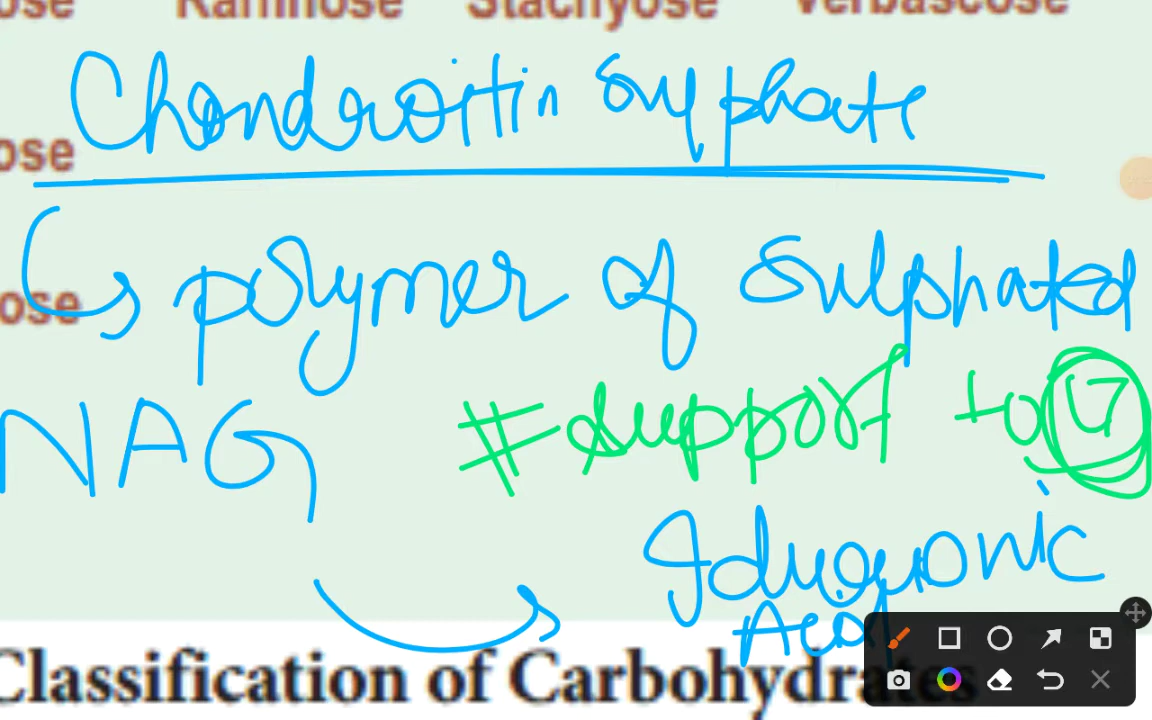 ose Raffinose Stachyose Verbascose
Chondroitin sulphate
ose
polymer of sulphated
ose
NAG # support to
Iduronic
Acid
Classification of Carbohydrates